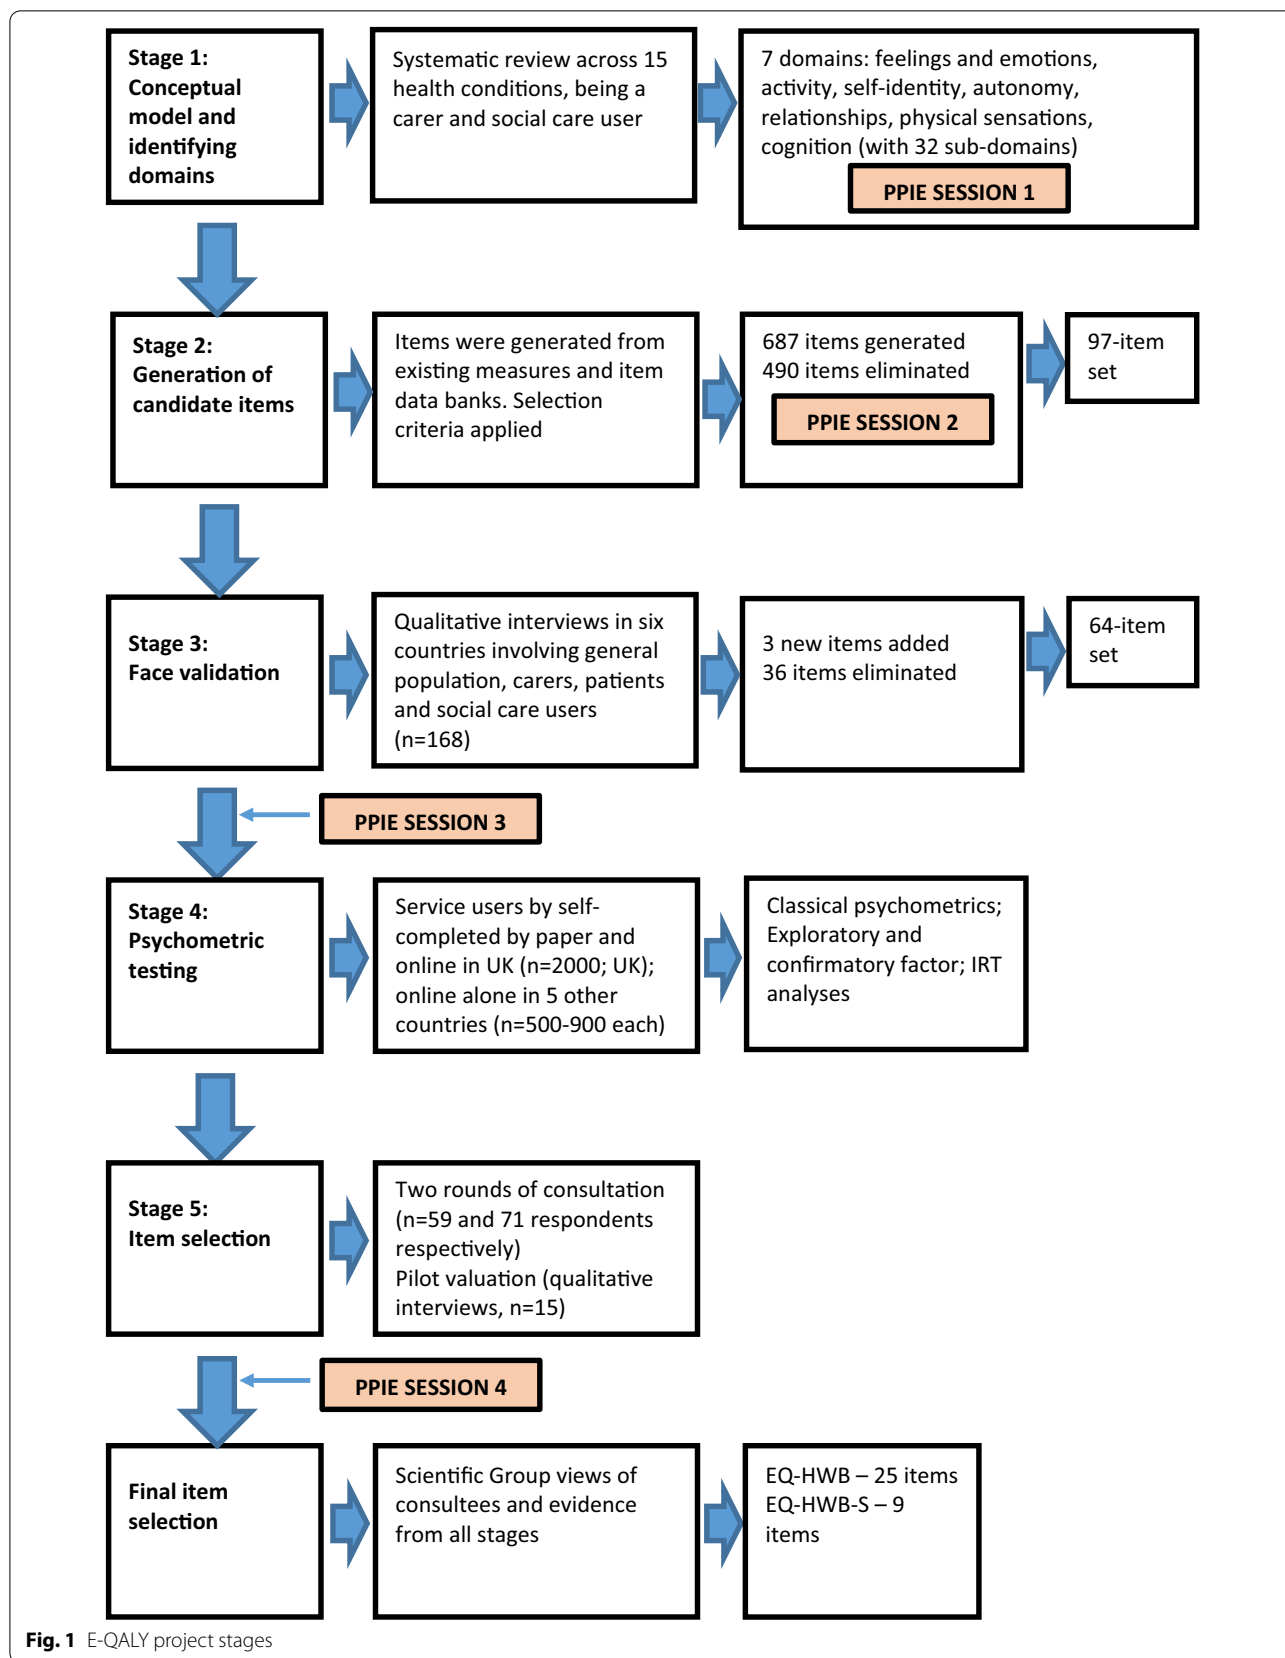 Stage 1:
Conceptual
model and
identifying
domains
Systematic review across 15
health conditions, being a
carer and social care user
7 domains: feelings and emotions,
activity, self-identity, autonomy,
relationships, physical sensations,
cognition (with 32 sub-domains)
PPIE SESSION 1
Stage 2:
Generation of
candidate items
Items were generated from
existing measures and item
data banks. Selection
criteria applied
687 items generated
490 items eliminated
PPIE SESSION 2
97-item
set
Stage 3:
Face validation
Qualitative interviews in six
countries involving general
population, carers, patients
and social care users
(n=168)
3 new items added
36 items eliminated
64-item
set
PPIE SESSION 3
Stage 4:
Psychometric
testing
Service users by self-
completed by paper and
online in UK (n=2000; UK);
online alone in 5 other
countries (n=500-900 each)
Classical psychometrics;
Exploratory and
confirmatory factor; IRT
analyses
Stage 5:
Item selection
Two rounds of consultation
(n=59 and 71 respondents
respectively)
Pilot valuation (qualitative
interviews, n=15)
PPIE SESSION 4
Final item
selection
Scientific Group views of
consultees and evidence
from all stages
EQ-HWB – 25 items
EQ-HWB-S – 9
items
Fig. 1 E-QALY project stages